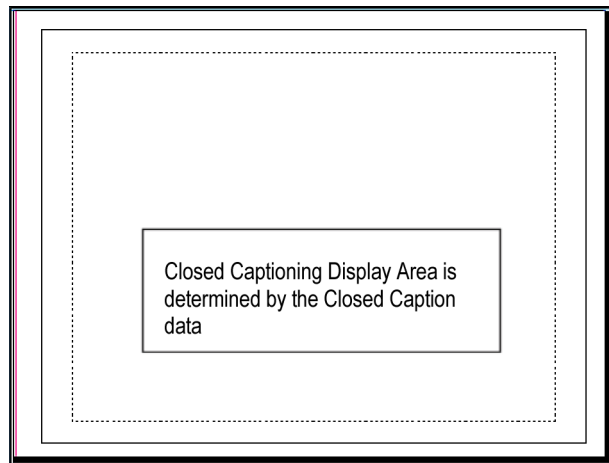 Closed Captioning Display Area is
determined by the Closed Caption
data